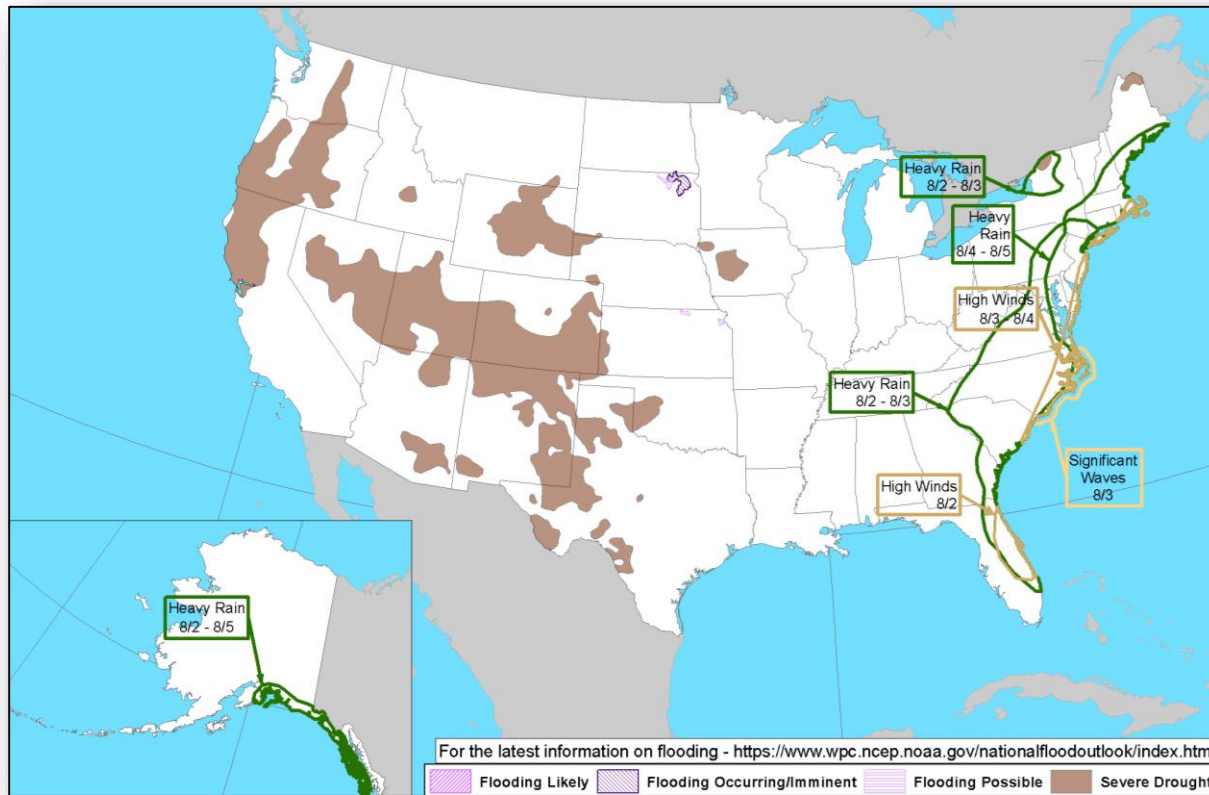 Heavy Rain
8/2 - 8/3
Heavy
Rain
8/4 - 8/5
High Winds
8/3 - 8/4
Heavy Rain
8/2 - 8/3
High Winds
8/2
Significant
Waves
8/3
Heavy Rain
8/2 - 8/5
For the latest information on flooding - https://www.wpc.ncep.noaa.gov/nationalfloodoutlook/index.htm
Flooding Likely
Flooding Occurring/Imminent
Flooding Possible
Severe Drought